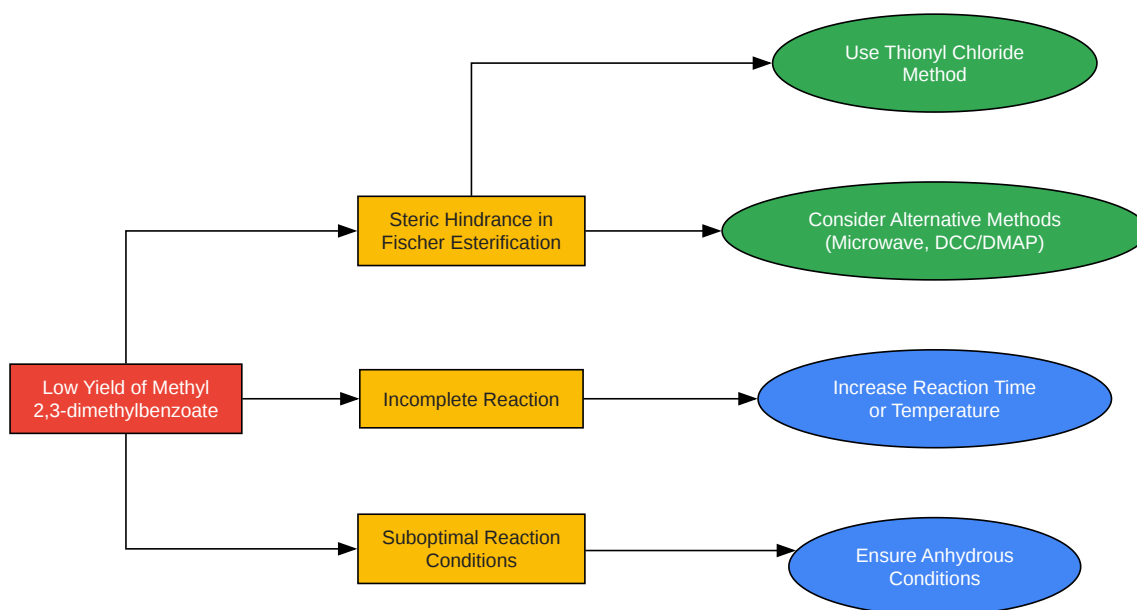 Use Thionyl Chloride
Method
Steric Hindrance in
Fischer Esterification
Consider Alternative Methods
(Microwave, DCC/DMAP)
Low Yield of Methyl
2,3-dimethylbenzoate
Incomplete Reaction
Increase Reaction Time
or Temperature
Suboptimal Reaction
Conditions
Ensure Anhydrous
Conditions